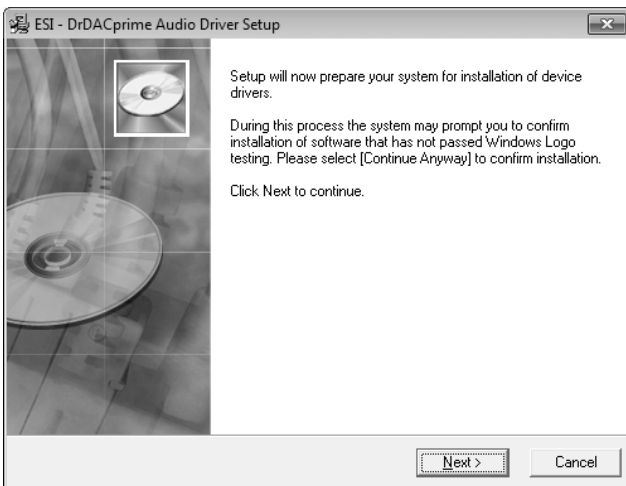 ESI - DrDACprime Audio Driver Setup
Setup will now prepare your system for installation of device
drivers.
During this process the system may prompt you to confirm
installation of software that has not passed Windows Logo
testing. Please select [Continue Anyway] to confirm installation.
Click Next to continue.
Next >
Cancel